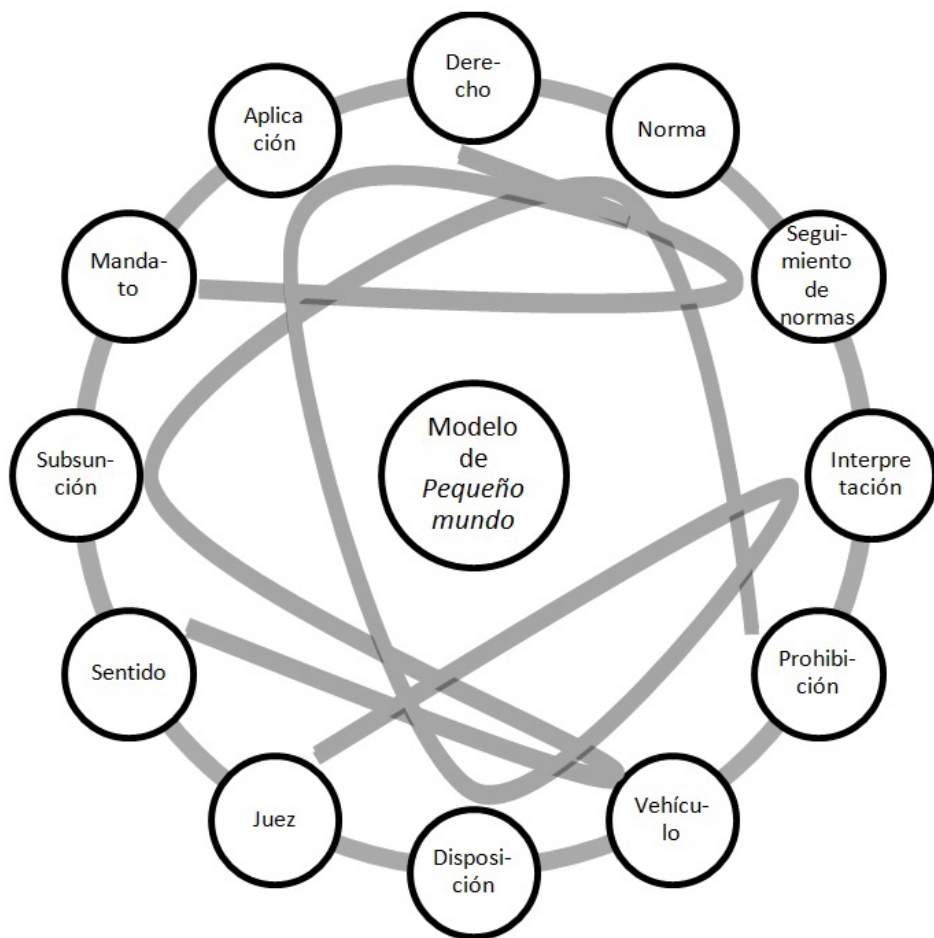 Dere-
cho
Norma
Seguí-
miento
de
normas
Interpre
tación
Prohibi-
ción
Vehícu-
lo
Disposi-
ción
Juez
Sentido
Subsun-
ción
Manda-
to
Aplica
ción
Modelo
de
Pequeño
mundo